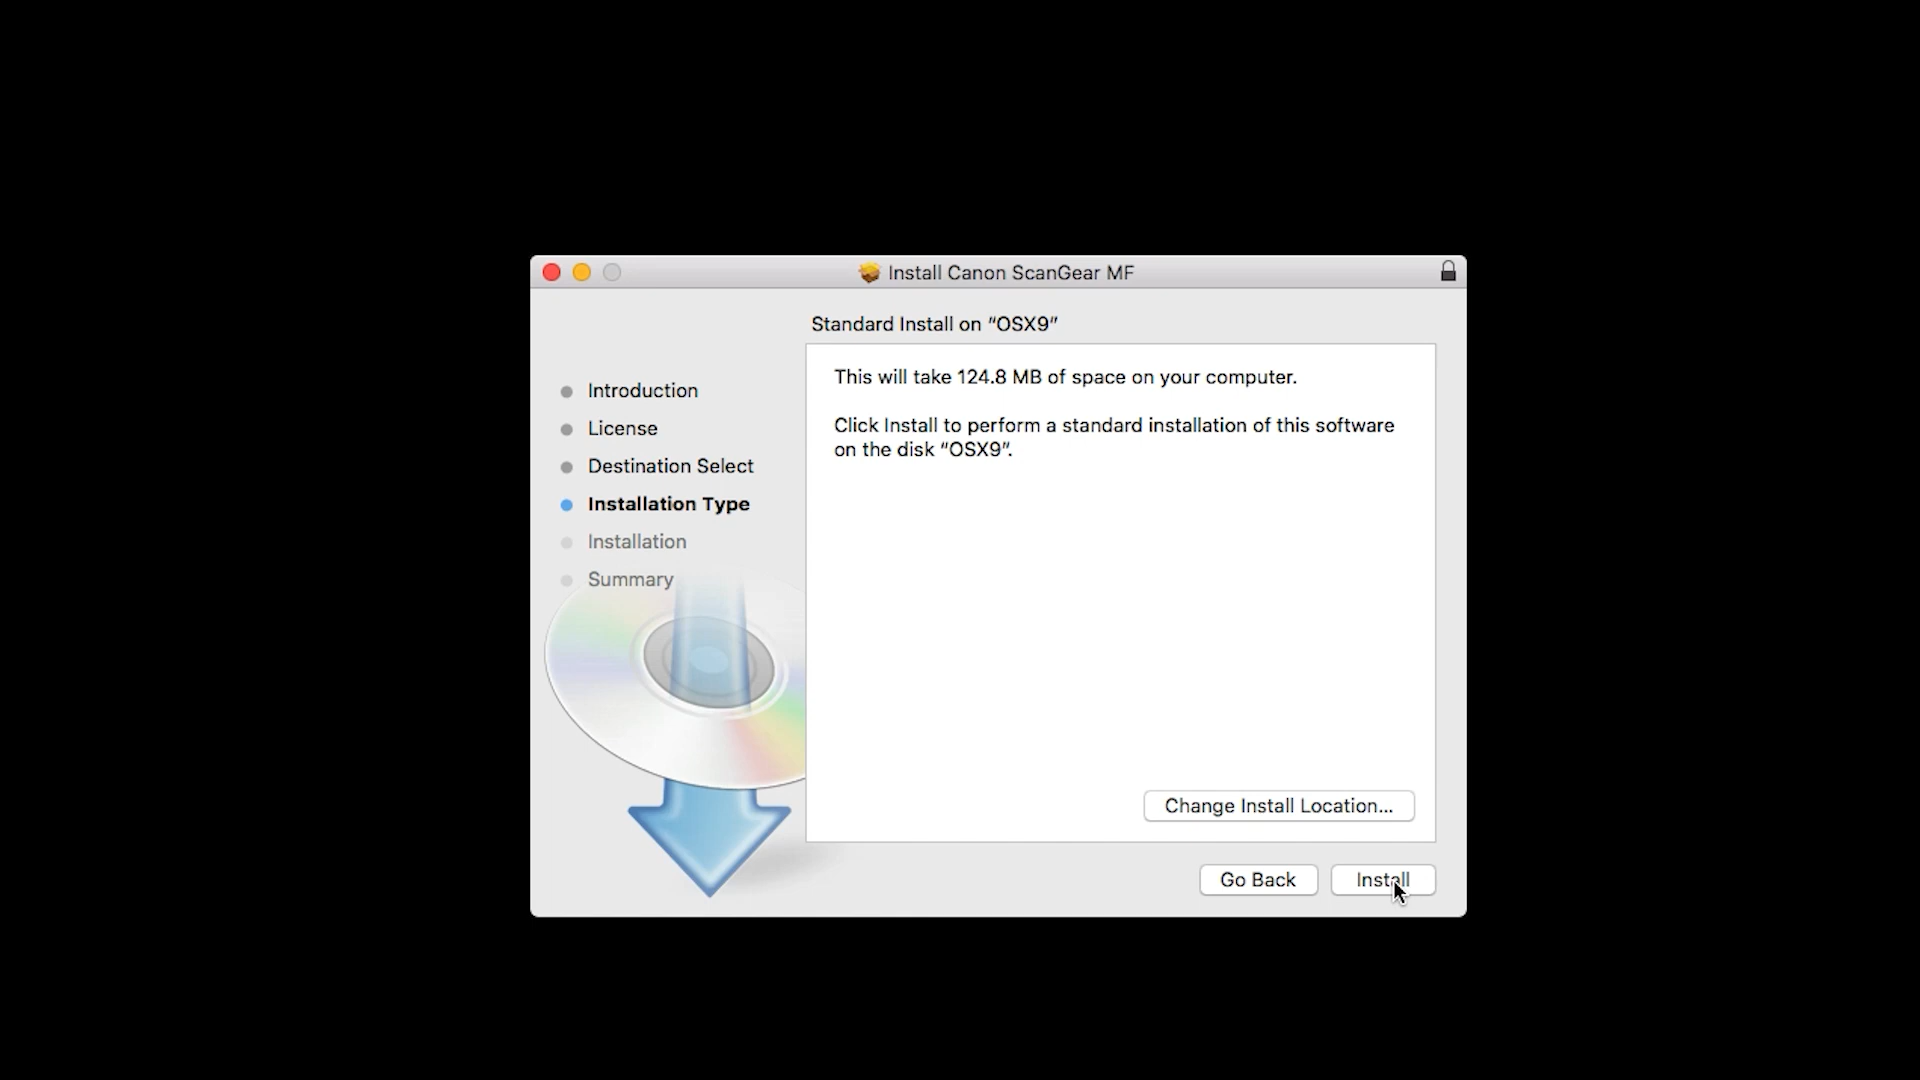 Install Canon ScanGear MF
Standard Install on “OSX9”
Introduction
License
Destination Select
Installation Type
Installation
Summary
This will take 124.8 MB of space on your computer.
Click Install to perform a standard installation of this software
on the disk “OSX9”.
Change Install Location...
Go Back
Install